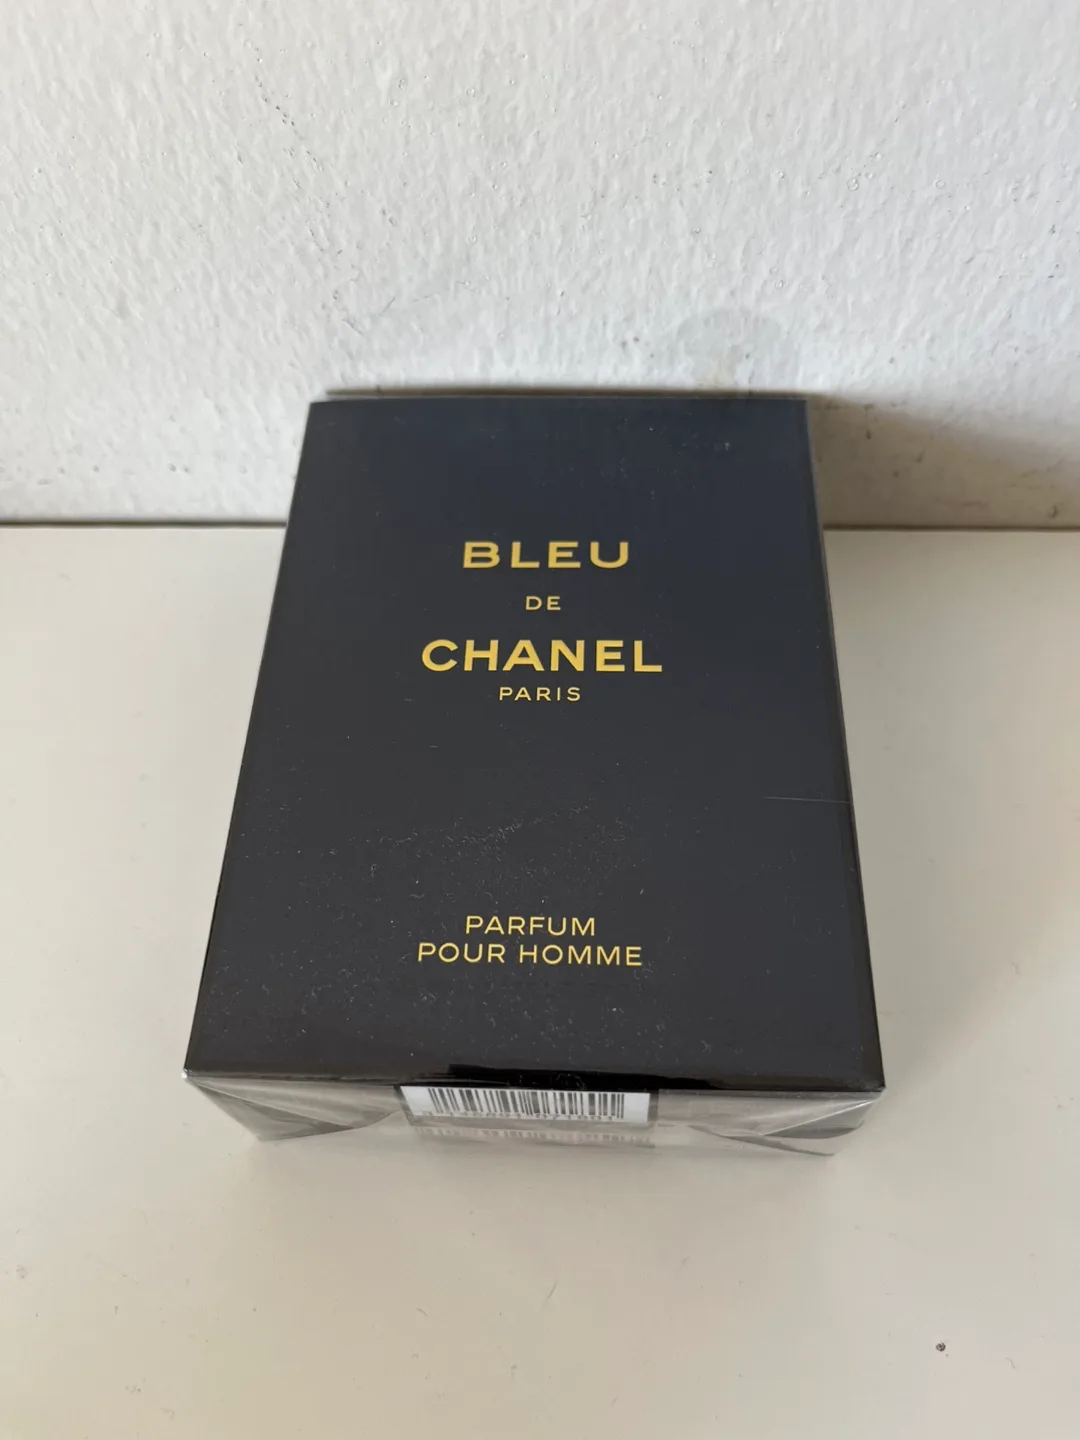 BLEU
DE
CHANEL
PARIS
PARFUM
POUR HOMME